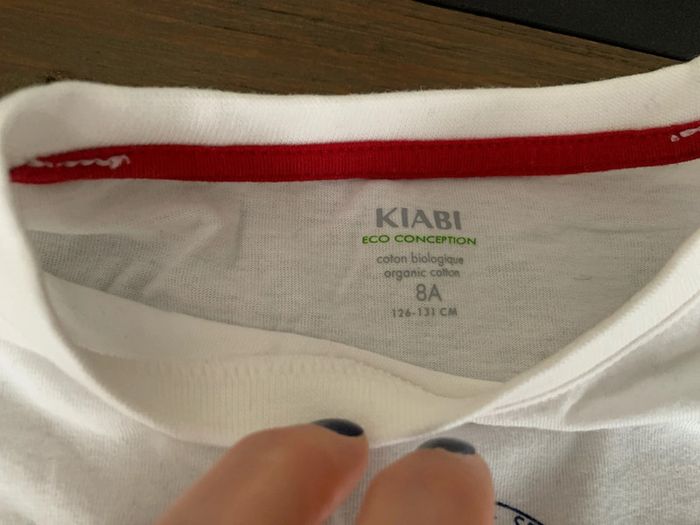 KIABI
ECO CONCEPTION
coton biologique
organic cotton
8A
126-131 CM